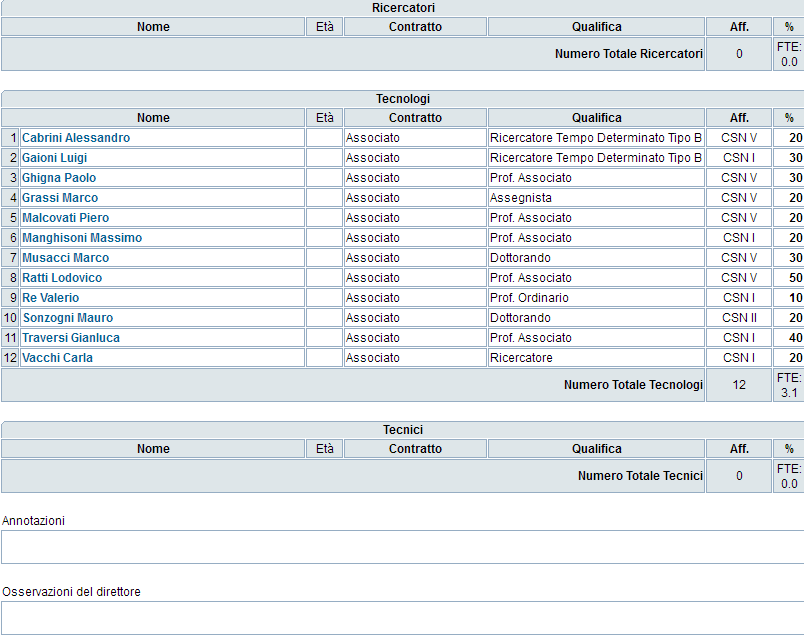 Ricercatori
Nome Età Contratto Qualifica Aff. %
Numero Totale Ricercatori 0 FTE: 0.0
Tecnologi
Nome Età Contratto Qualifica Aff. %
1 Cabrini Alessandro Associato Ricercatore Tempo Determinato Tipo B CSN V 20
2 Gaioni Luigi Associato Ricercatore Tempo Determinato Tipo B CSN I 30
3 Ghigna Paolo Associato Prof. Associato CSN V 30
4 Grassi Marco Associato Assegnista CSN V 20
5 Malcovati Piero Associato Prof. Associato CSN V 20
6 Manghisoni Massimo Associato Prof. Associato CSN I 20
7 Musacci Marco Associato Dottorando CSN V 30
8 Ratti Lodovico Associato Prof. Associato CSN V 50
9 Re Valerio Associato Prof. Ordinario CSN I 10
10 Sonzogni Mauro Associato Dottorando CSN II 20
11 Traversi Gianluca Associato Prof. Associato CSN I 40
12 Vacchi Carla Associato Ricercatore CSN I 20
Numero Totale Tecnologi 12 FTE: 3.1
Tecnici
Nome Età Contratto Qualifica Aff. %
Numero Totale Tecnici 0 FTE: 0.0
Annotazioni
Osservazioni del direttore